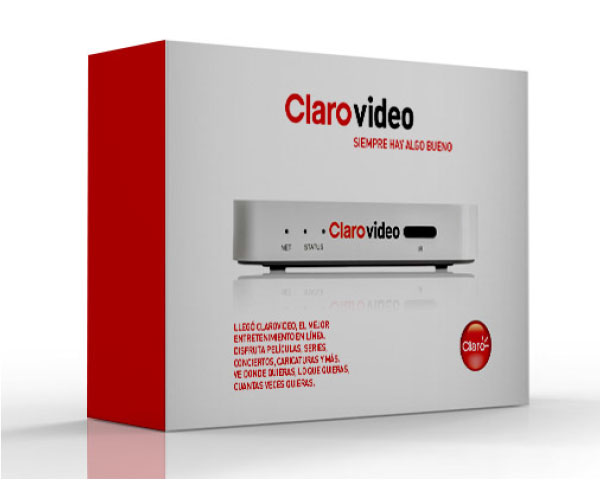 Clarovideo
SIEMPRE HAY ALGO BUENO
Clarovideo
NET STATUS IR
LLEGÓ CLAROVIDEO, EL MEJOR
ENTRETENIMIENTO EN LÍNEA.
DISFRUTA PELÍCULAS, SERIES,
CONCIERTOS, CARICATURAS Y MÁS.
VE DONDE QUIERAS, LO QUE QUIERAS,
CUANTAS VECES QUIERAS.
Claro